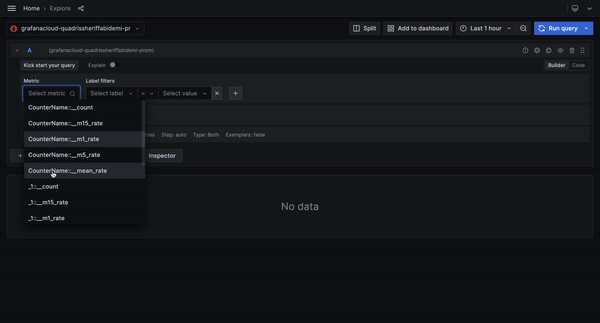 Home › Explore
grafanacloud-quadrissheriffabidemi-pr
Split
Add to dashboard
Last 1 hour
Run query
A (grafanacloud-quadrissheriffabidemi-prom)
Kick start your query
Explain
Builder
Code
Metric
Label filters
Select metric
Select label
=
Select value
CounterName::__count
CounterName::__m15_rate
CounterName::__m1_rate
Step: auto Type: Both Exemplars: false
CounterName::__m5_rate
Inspector
CounterName::__mean_rate
_1::__count
_1::__m15_rate
_1::__m1_rate
No data